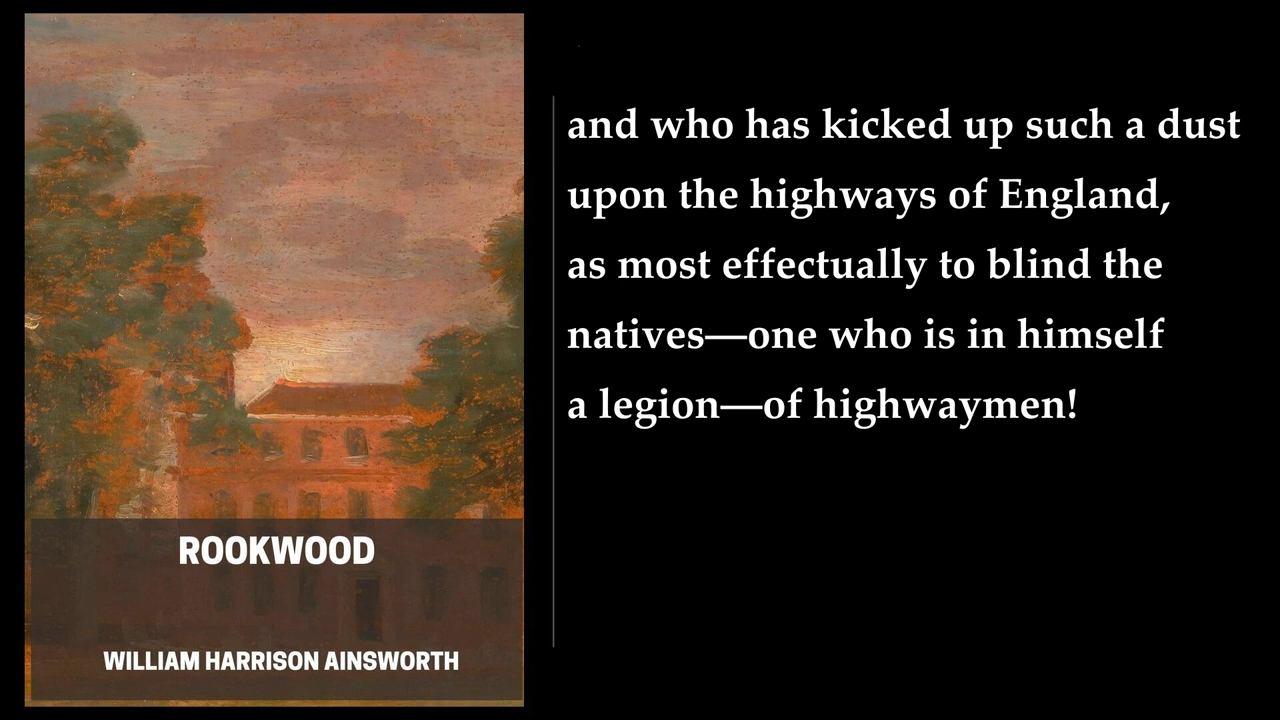 and who has kicked up such a dust
upon the highways of England,
as most effectually to blind the
natives—one who is in himself
a legion—of highwaymen!
ROOKWOOD
WILLIAM HARRISON AINSWORTH